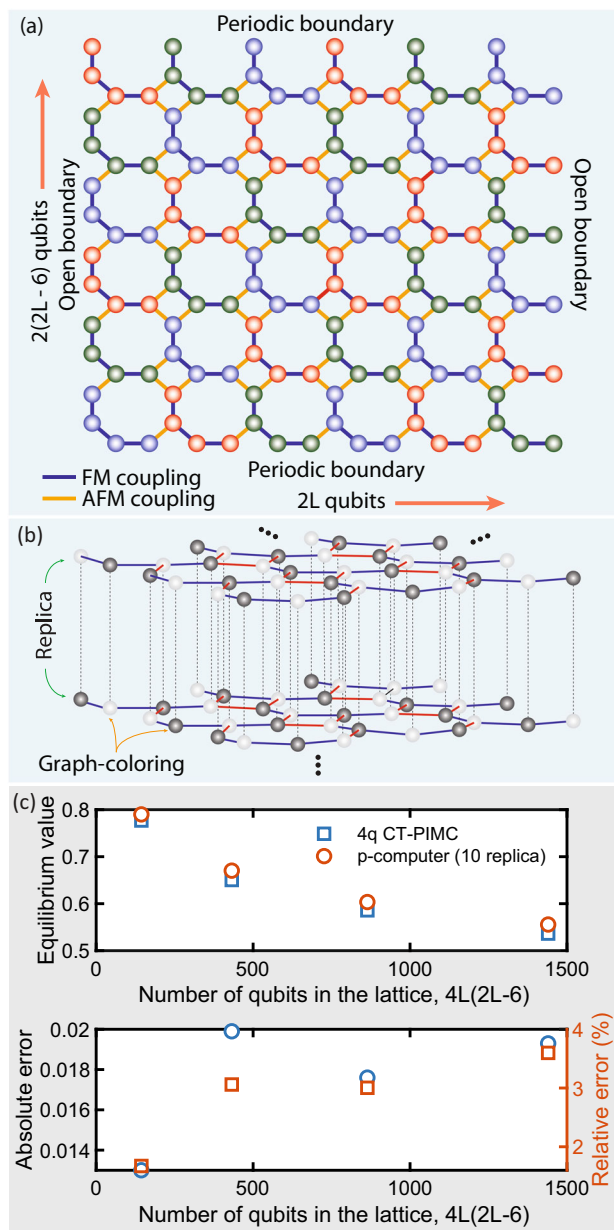 (a)
Periodic boundary
2(2L - 6) qubits
Open boundary
Open boundary
FM coupling
AFM coupling
Periodic boundary
2L qubits
(b)
Replica
Graph-coloring
(c)
Equilibrium value
0.8
0.7
0.6
0.5
4q CT-PIMC
p-computer (10 replica)
0 500 1000 1500
Number of qubits in the lattice, 4L(2L-6)
Absolute error
0.02
0.018
0.016
0.014
4
3
2
1
Relative error (%)
0 500 1000 1500
Number of qubits in the lattice, 4L(2L-6)